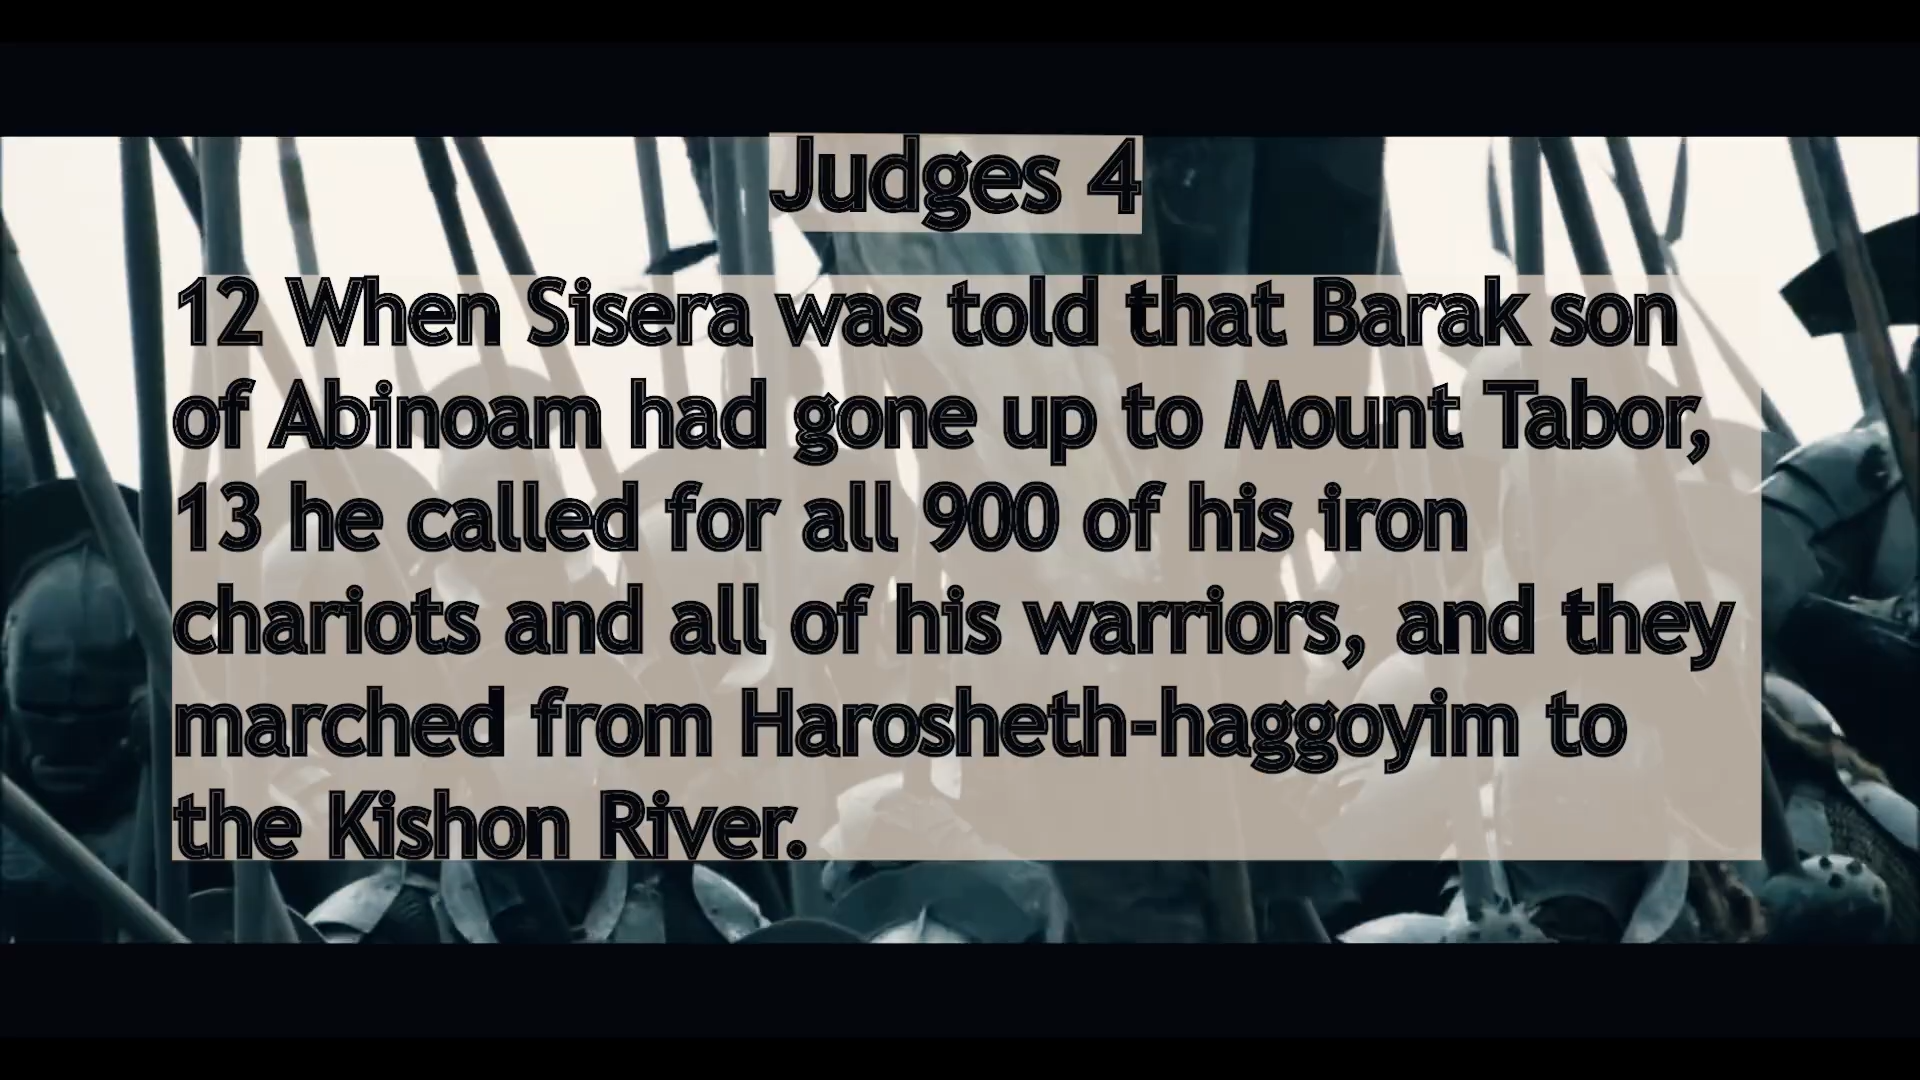 Judges 4
12 When Sisera was told that Barak son
of Abinoam had gone up to Mount Tabor,
13 he called for all 900 of his iron
chariots and all of his warriors, and they
marched from Harosheth-haggoyim to
the Kishon River.